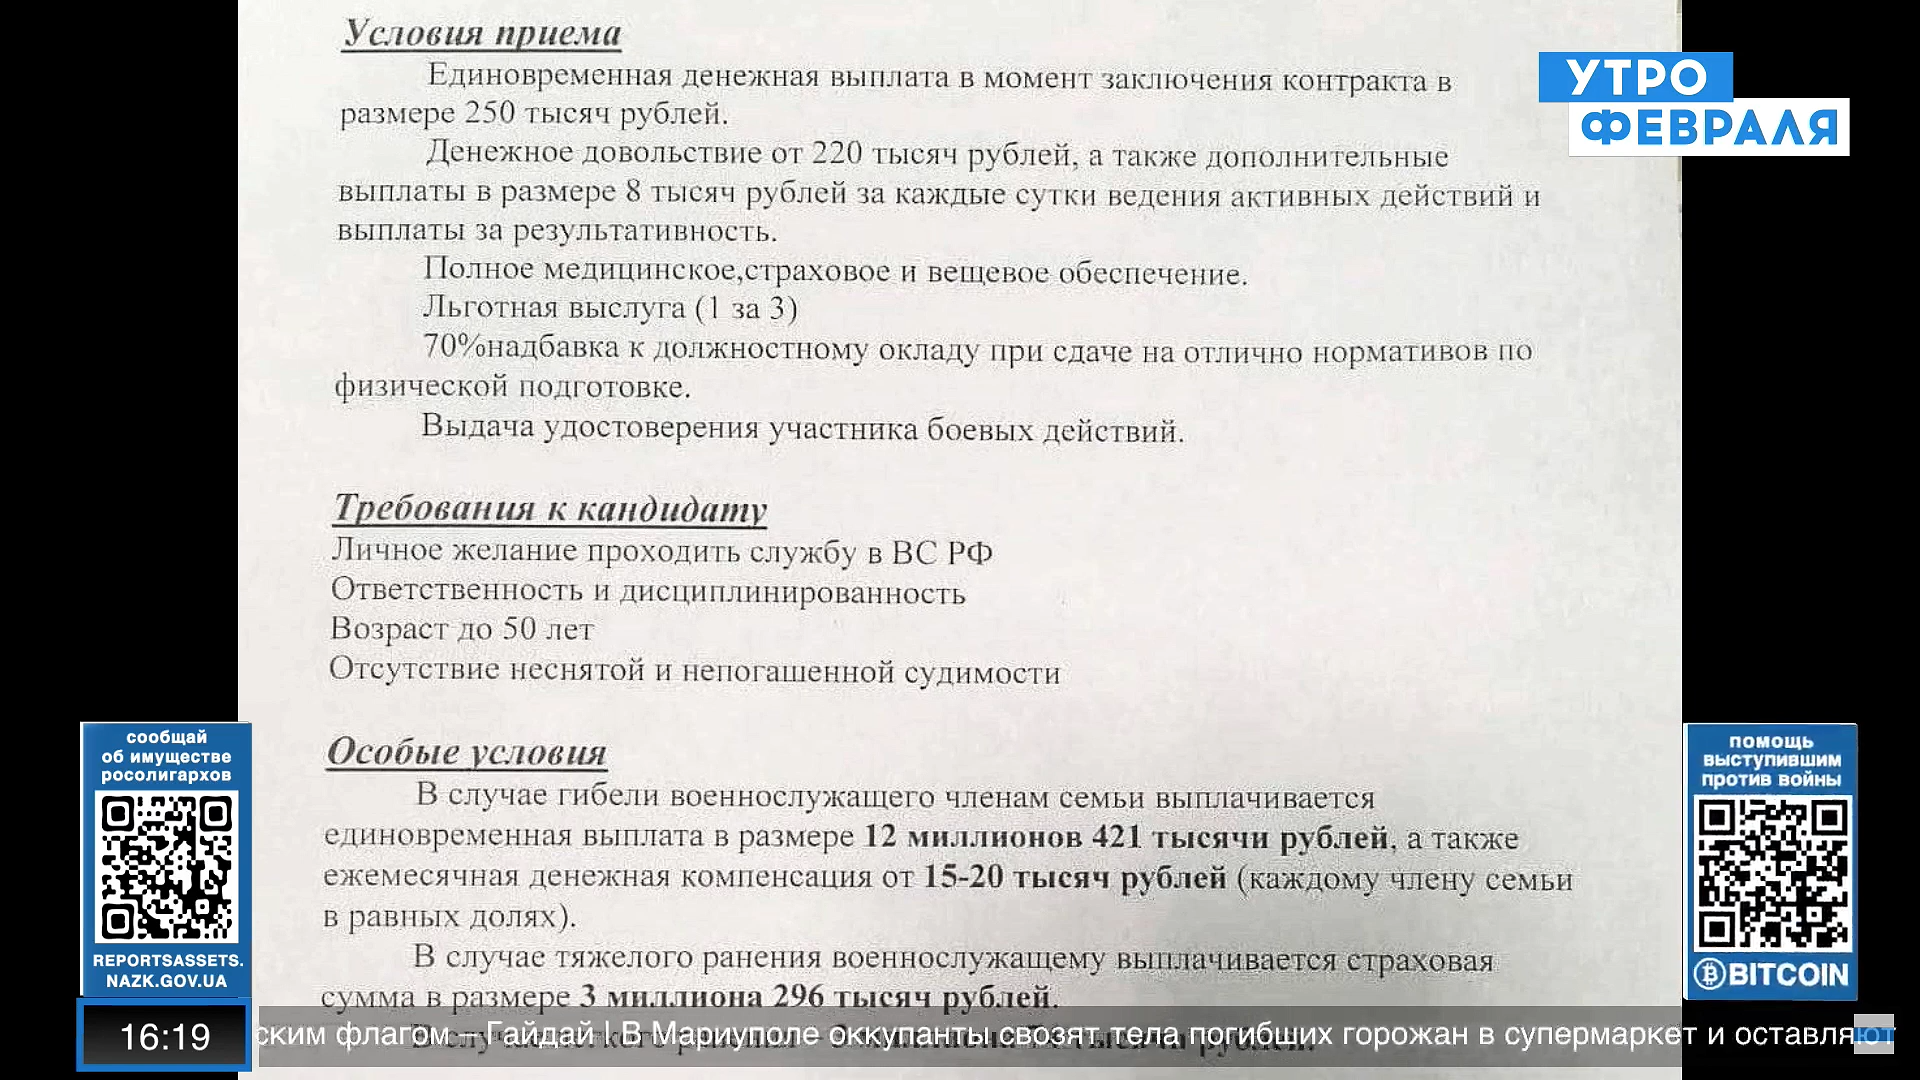 Условия приема
Единовременная денежная выплата в момент заключения контракта в
размере 250 тысяч рублей.
Денежное довольствие от 220 тысяч рублей, а также дополнительные
выплаты в размере 8 тысяч рублей за каждые сутки ведения активных действий и
выплаты за результативность.
Полное медицинское,страховое и вещевое обеспечение.
Льготная выслуга (1 за 3)
70%надбавка к должностному окладу при сдаче на отлично нормативов по
физической подготовке.
Выдача удостоверения участника боевых действий.
Требования к кандидату
Личное желание проходить службу в ВС РФ
Ответственность и дисциплинированность
Возраст до 50 лет
Отсутствие неснятой и непогашенной судимости
Особые условия
В случае гибели военнослужащего членам семьи выплачивается
единовременная выплата в размере 12 миллионов 421 тысячи рублей, а также
ежемесячная денежная компенсация от 15-20 тысяч рублей (каждому члену семьи
в равных долях).
В случае тяжелого ранения военнослужащему выплачивается страховая
сумма в размере 3 миллиона 296 тысяч рублей.
УТРО
ФЕВРАЛЯ
сообщай
об имуществе
росолигархов
REPORTSASSETS.
NAZK.GOV.UA
помощь
выступившим
против войны
BITCOIN
16:19
ским флагом – Гайдай | В Мариуполе оккупанты свозят тела погибших горожан в супермаркет и оставляют